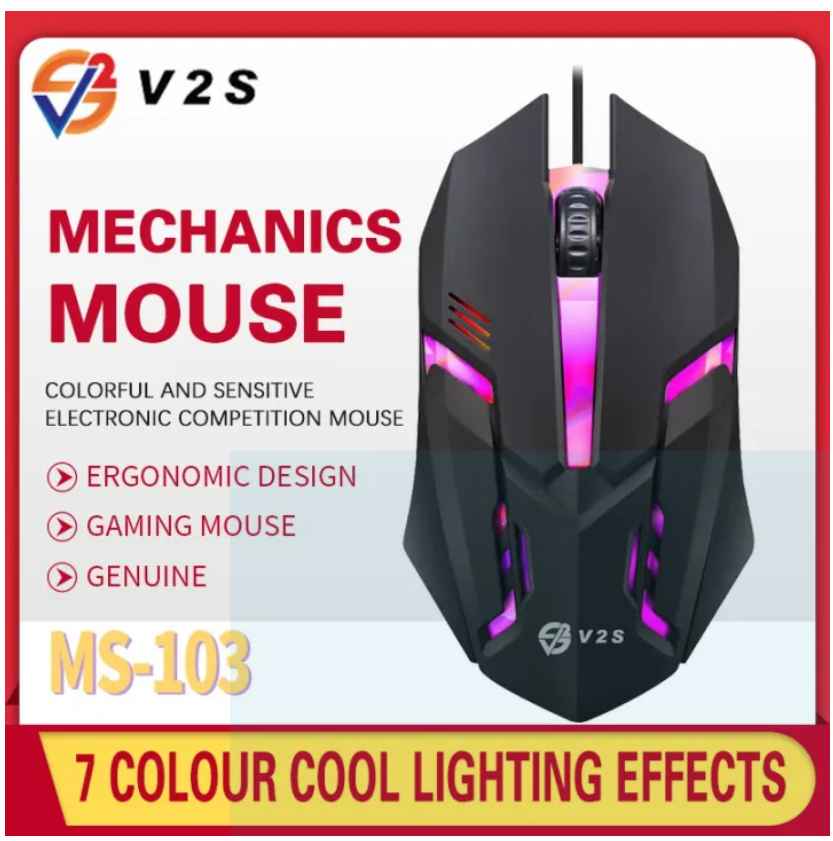 V2S
MECHANICS
MOUSE
COLORFUL AND SENSITIVE
ELECTRONIC COMPETITION MOUSE
ERGONOMIC DESIGN
GAMING MOUSE
GENUINE
V2S
MS-103
7 COLOUR COOL LIGHTING EFFECTS